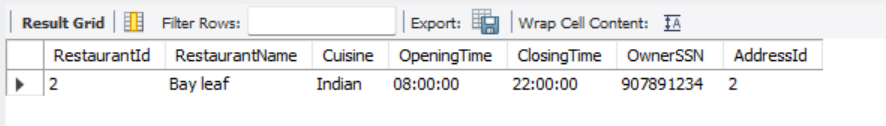 Result Grid Filter Rows: Export: Wrap Cell Content: IA
RestaurantId RestaurantName Cuisine OpeningTime ClosingTime OwnerSSN AddressId
2 Bay leaf Indian 08:00:00 22:00:00 907891234 2